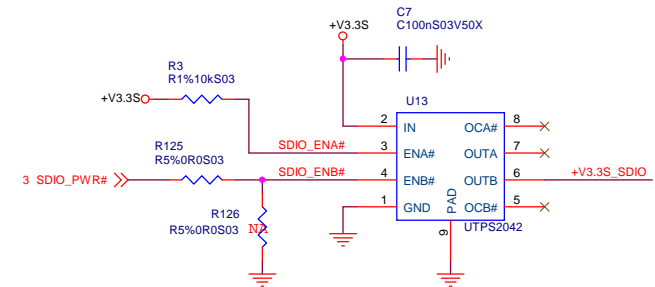 C7
C100nS03V50X
+V3.3S
R3
R1%10kS03
+V3.3S
U13
2
IN
OCA#
8
SDIO_ENA#
3
ENA#
OUTA
7
R125
R5%0R0S03
SDIO_ENB#
4
ENB#
OUTB
6
+V3.3S_SDIO
3 SDIO_PWR#
1
GND
PAD
OCB#
5
R126
R5%0R0S03
NA
9
UTPS2042